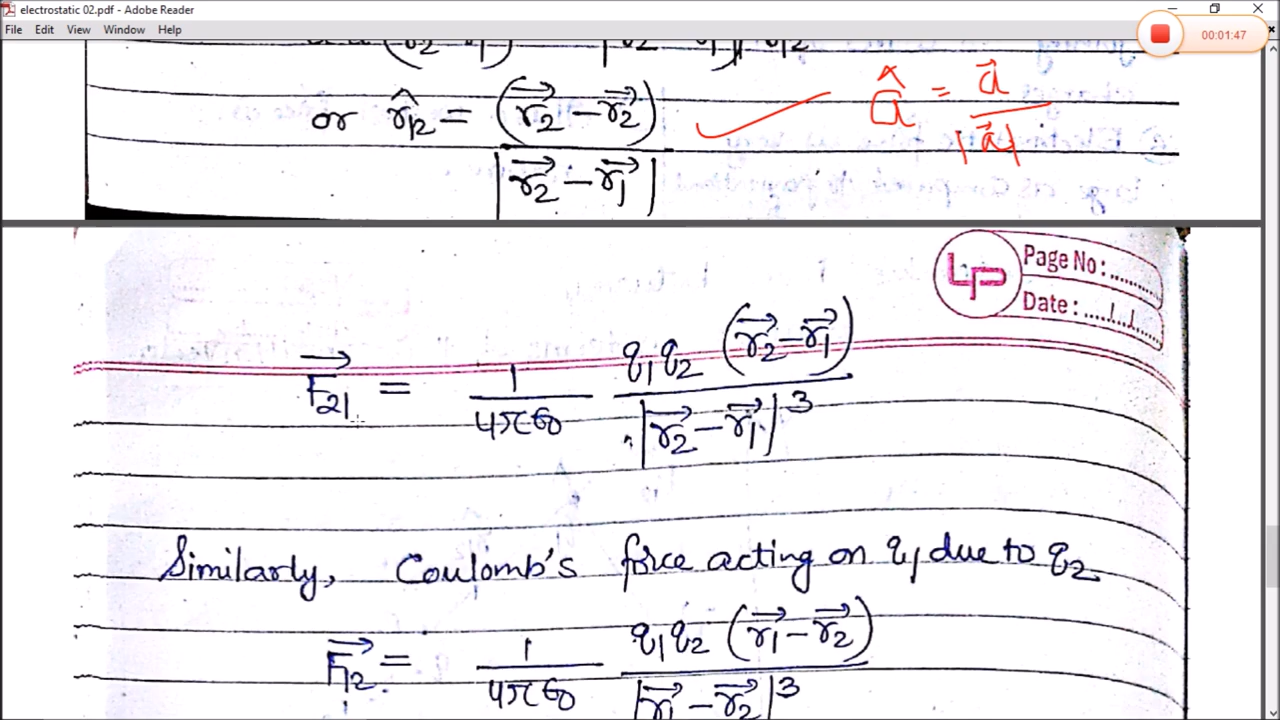 electrostatic 02.pdf - Adobe Reader
File Edit View Window Help
00:01:47
or r̂₁₂ = (r⃗₂ − r⃗₂) / |r⃗₂ − r⃗₁|
â = a⃗ / |a⃗|
LP
Page No : ..........
Date : ..../..../.....
F⃗₂₁ = 1/4πε₀ q₁q₂ (r⃗₂ − r⃗₁) / |r⃗₂ − r⃗₁|³
Similarly, Coulomb's force acting on q₁ due to q₂
F⃗₁₂ = 1/4πε₀ q₁q₂ (r⃗₁ − r⃗₂) / |r⃗₁ − r⃗₂|³